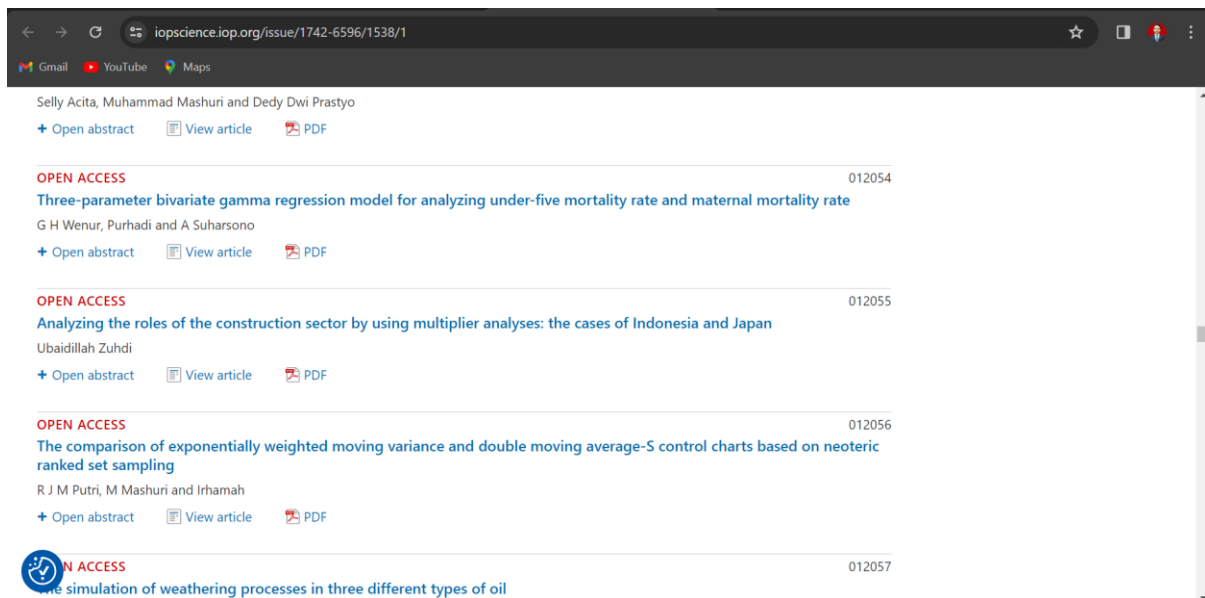 iopscience.iop.org/issue/1742-6596/1538/1
Gmail YouTube Maps
Selly Acita, Muhammad Mashuri and Dedy Dwi Prastyo
+ Open abstract View article PDF
OPEN ACCESS 012054
Three-parameter bivariate gamma regression model for analyzing under-five mortality rate and maternal mortality rate
G H Wenur, Purhadi and A Suharsono
+ Open abstract View article PDF
OPEN ACCESS 012055
Analyzing the roles of the construction sector by using multiplier analyses: the cases of Indonesia and Japan
Ubaidillah Zuhdi
+ Open abstract View article PDF
OPEN ACCESS 012056
The comparison of exponentially weighted moving variance and double moving average-S control charts based on neoteric
ranked set sampling
R J M Putri, M Mashuri and Irhamah
+ Open abstract View article PDF
N ACCESS 012057
simulation of weathering processes in three different types of oil